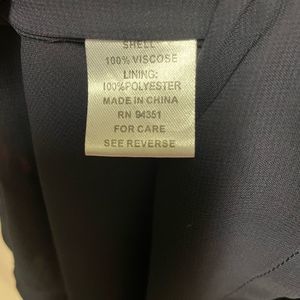 SHELL
100% VISCOSE
LINING:
100%POLYESTER
MADE IN CHINA
RN 94351
FOR CARE
SEE REVERSE